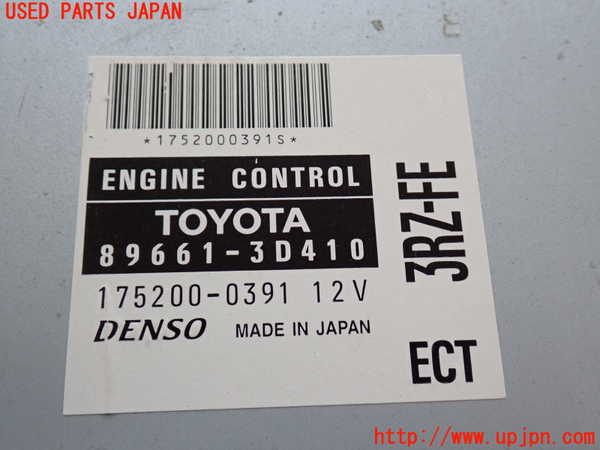 USED PARTS JAPAN
*1752000391S*
ENGINE CONTROL
TOYOTA
89661-3D410
175200-0391 12V
DENSO MADE IN JAPAN
3RZ-FE
ECT
http://www.upjpn.com